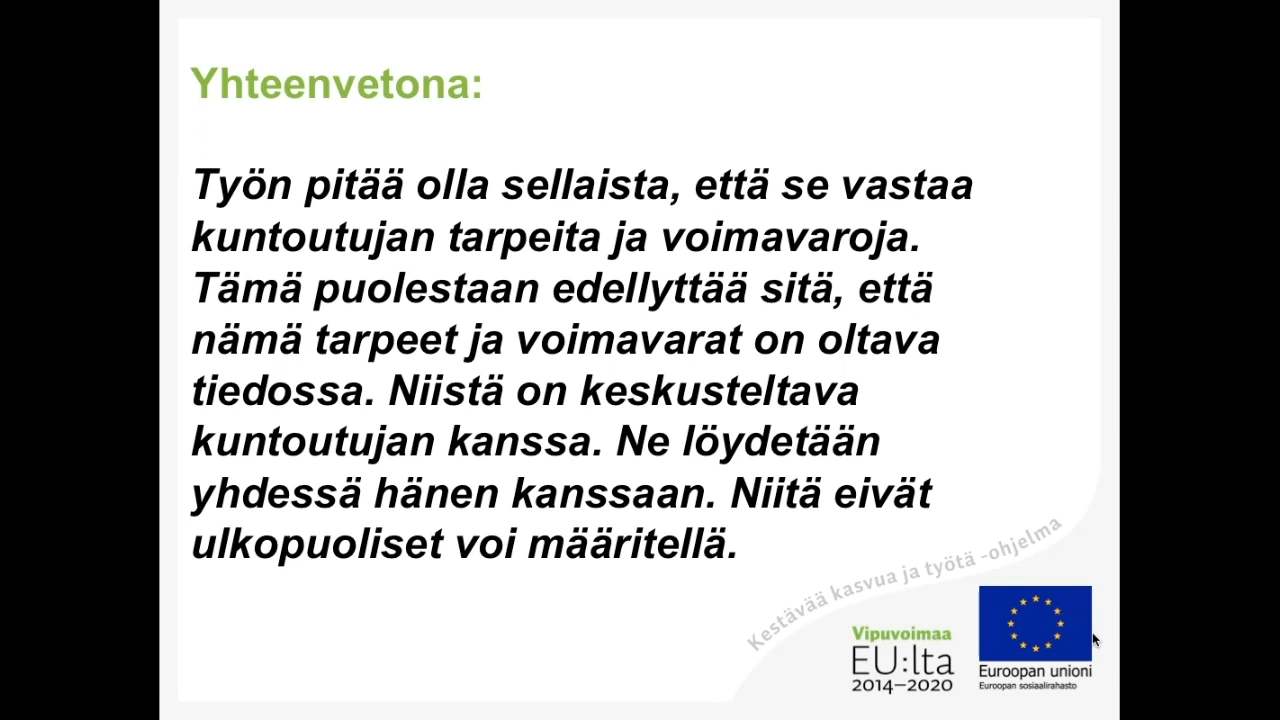 Yhteenvetona:
Työn pitää olla sellaista, että se vastaa
kuntoutujan tarpeita ja voimavaroja.
Tämä puolestaan edellyttää sitä, että
nämä tarpeet ja voimavarat on oltava
tiedossa. Niistä on keskusteltava
kuntoutujan kanssa. Ne löydetään
yhdessä hänen kanssaan. Niitä eivät
ulkopuoliset voi määritellä.
Kestävää kasvua ja työtä -ohjelma
Vipuvoimaa
EU:lta
2014–2020
Euroopan unioni
Euroopan sosiaalirahasto